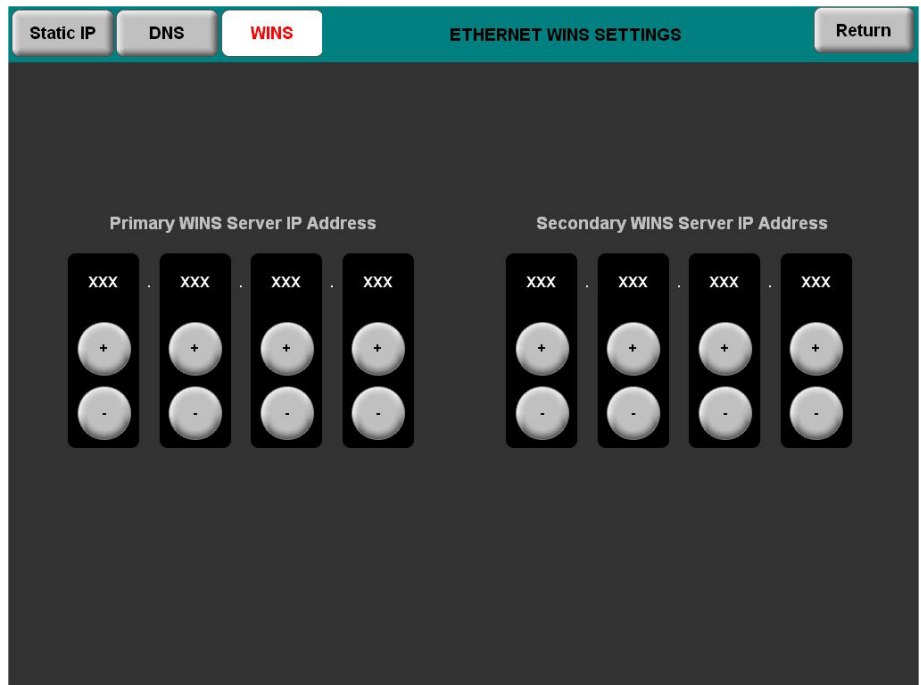 Static IP DNS WINS ETHERNET WINS SETTINGS Return
Primary WINS Server IP Address Secondary WINS Server IP Address
XXX . XXX . XXX . XXX XXX . XXX . XXX . XXX
+ + + + + + + +
- - - - - - - -